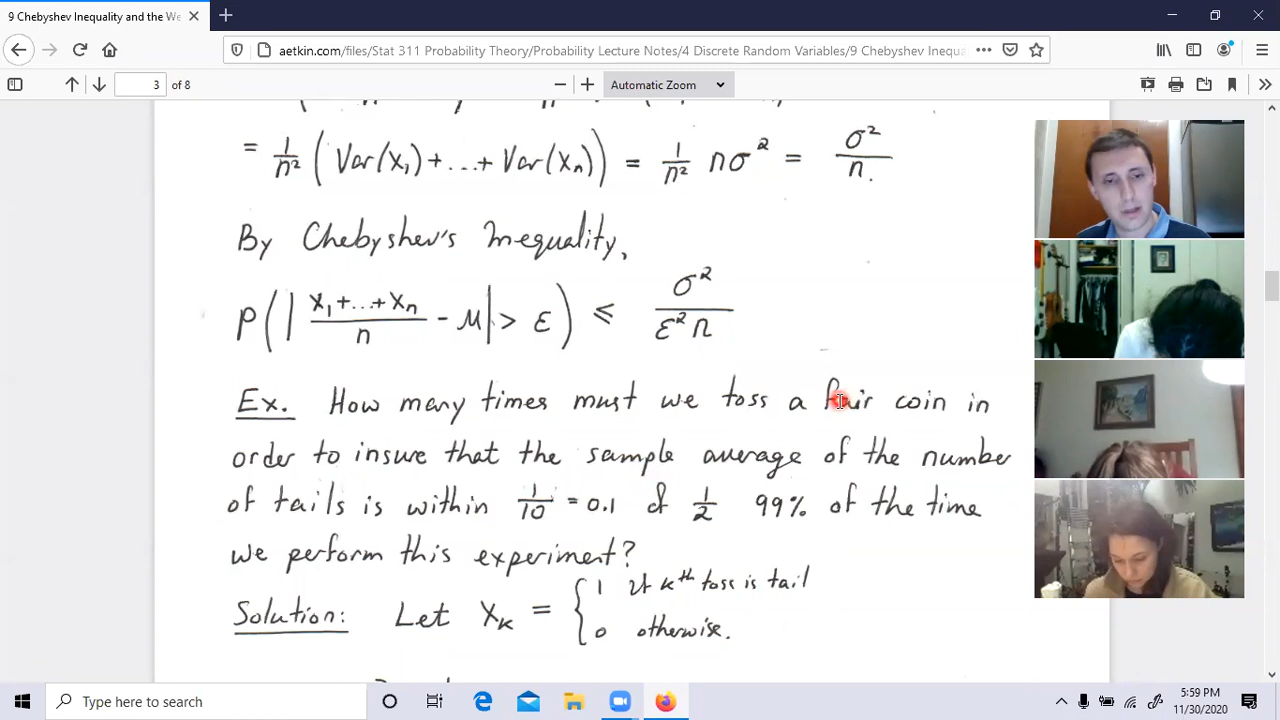 9 Chebyshev Inequality and the We
aetkin.com/files/Stat 311 Probability Theory/Probability Lecture Notes/4 Discrete Random Variables/9 Chebyshev Inequa
3 of 8
Automatic Zoom
= 1/n² (Var(X₁)+...+Var(Xn)) = 1/n² nσ² = σ²/n.
By Chebyshev's Inequality,
P(|X₁+...+Xn/n - μ| > ε) ≤ σ²/ε²n
Ex. How many times must we toss a fair coin in
order to insure that the sample average of the number
of tails is within 1/10 = 0.1 of 1/2 99% of the time
we perform this experiment?
Solution: Let Xk = { 1 if kth toss is tail
0 otherwise.
Type here to search
5:59 PM
11/30/2020